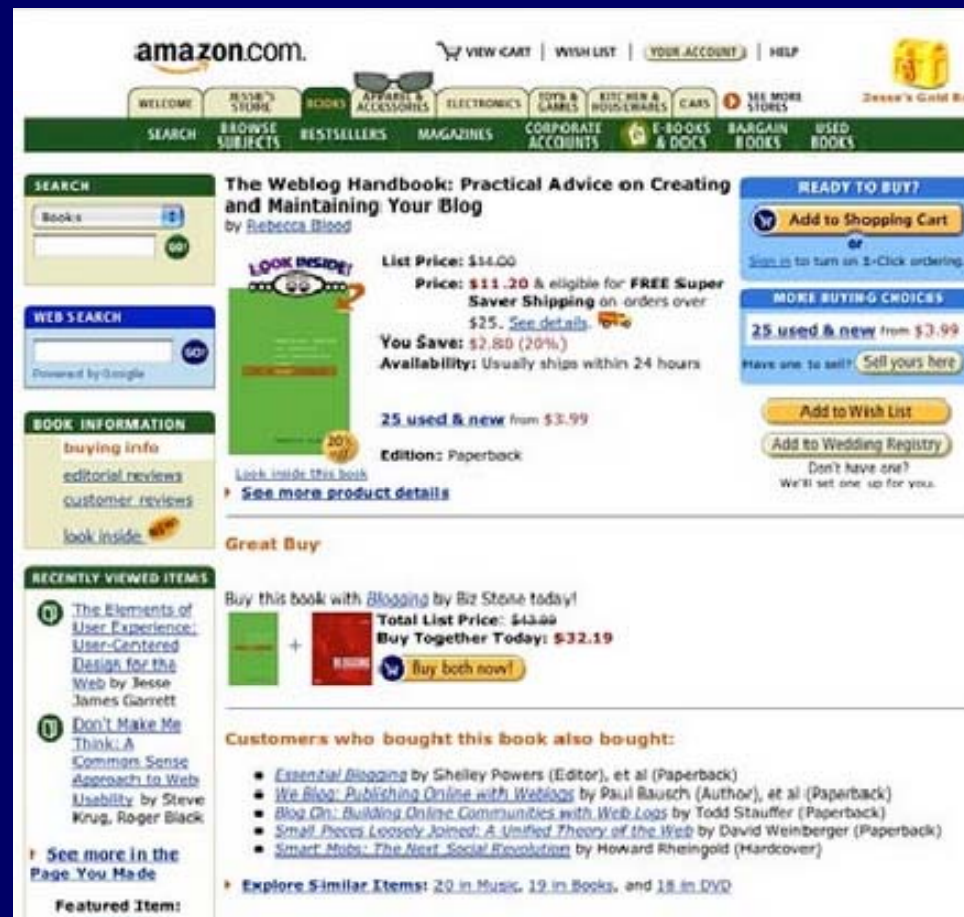 amazon.com.
VIEW CART | WISH LIST | YOUR ACCOUNT | HELP
WELCOME
STORE
BOOKS
APPAREL & ACCESSORIES
ELECTRONICS
TOYS & GAMES
KITCHEN & HOUSEWARES
CARS
SEE MORE STORES
SEARCH
BROWSE SUBJECTS
BESTSELLERS
MAGAZINES
CORPORATE ACCOUNTS
E-BOOKS & DOCS
BARGAIN BOOKS
USED BOOKS
SEARCH
Books
GO!
WEB SEARCH
GO!
Powered by Google
BOOK INFORMATION
buying info
editorial reviews
customer reviews
look inside
NEW
RECENTLY VIEWED ITEMS
The Elements of
User Experience:
User-Centered
Design for the
Web by Jesse
James Garrett
Don't Make Me
Think: A
Common Sense
Approach to Web
Usability by Steve
Krug, Roger Black
See more in the
Page You Made
Featured Item:
The Weblog Handbook: Practical Advice on Creating
and Maintaining Your Blog
by Rebecca Blood
LOOK INSIDE!
20% off
Look inside this book
List Price: $14.00
Price: $11.20 & eligible for FREE Super
Saver Shipping on orders over
$25. See details.
You Save: $2.80 (20%)
Availability: Usually ships within 24 hours
25 used & new from $3.99
Edition: Paperback
See more product details
Great Buy
Buy this book with Blogging by Biz Stone today!
+
Total List Price: $43.99
Buy Together Today: $32.19
Buy both now!
Customers who bought this book also bought:
Essential Blogging by Shelley Powers (Editor), et al (Paperback)
We Blog: Publishing Online with Weblogs by Paul Bausch (Author), et al (Paperback)
Blog On: Building Online Communities with Web Logs by Todd Stauffer (Paperback)
Small Pieces Loosely Joined: A Unified Theory of the Web by David Weinberger (Paperback)
Smart Mobs: The Next Social Revolution by Howard Rheingold (Hardcover)
Explore Similar Items: 20 in Music, 19 in Books, and 18 in DVD
Gold
READY TO BUY?
Add to Shopping Cart
or
Sign in to turn on 1-Click ordering.
MORE BUYING CHOICES
25 used & new from $3.99
Have one to sell? Sell yours here
Add to Wish List
Add to Wedding Registry
Don't have one?
We'll set one up for you.